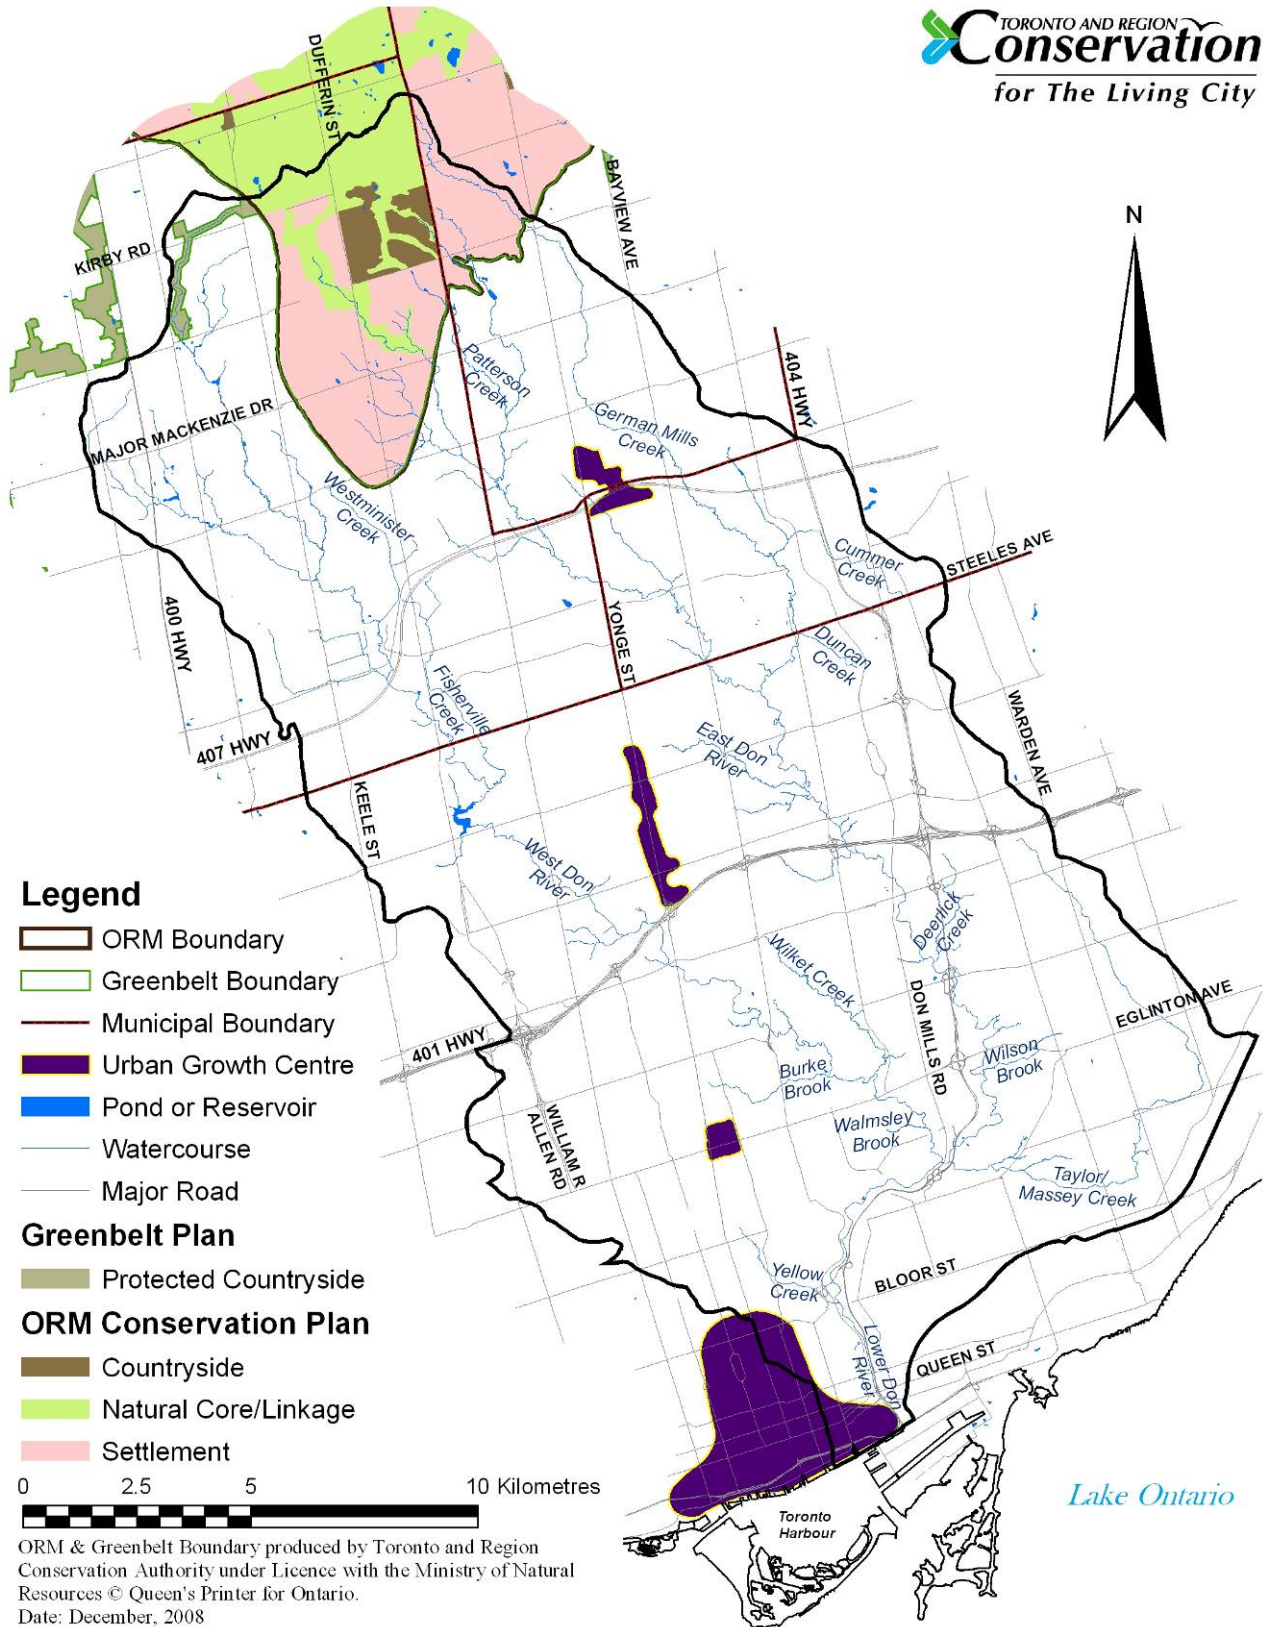 TORONTO AND REGION
Conservation
for The Living City
DUFFERIN ST
BAYVIEW AVE
N
KIRBY RD
404 HWY
Patterson
Creek
German Mills
Creek
MAJOR MACKENZIE DR
Westminister
Creek
Cummer
Creek
STEELES AVE
400 HWY
YONGE ST
Duncan
Creek
Fisherville
Creek
WARDEN AVE
407 HWY
East Don
River
KEELE ST
West Don
River
Deerlick
Creek
Wilket Creek
DON MILLS RD
EGLINTON AVE
401 HWY
Wilson
Brook
Burke
Brook
WILLIAM R
ALLEN RD
Walmsley
Brook
Taylor/
Massey Creek
Yellow
Creek
BLOOR ST
Lower Don
River
QUEEN ST
Toronto
Harbour
Lake Ontario
Legend
ORM Boundary
Greenbelt Boundary
Municipal Boundary
Urban Growth Centre
Pond or Reservoir
Watercourse
Major Road
Greenbelt Plan
Protected Countryside
ORM Conservation Plan
Countryside
Natural Core/Linkage
Settlement
0 2.5 5 10 Kilometres
ORM & Greenbelt Boundary produced by Toronto and Region
Conservation Authority under Licence with the Ministry of Natural
Resources © Queen's Printer for Ontario.
Date: December, 2008